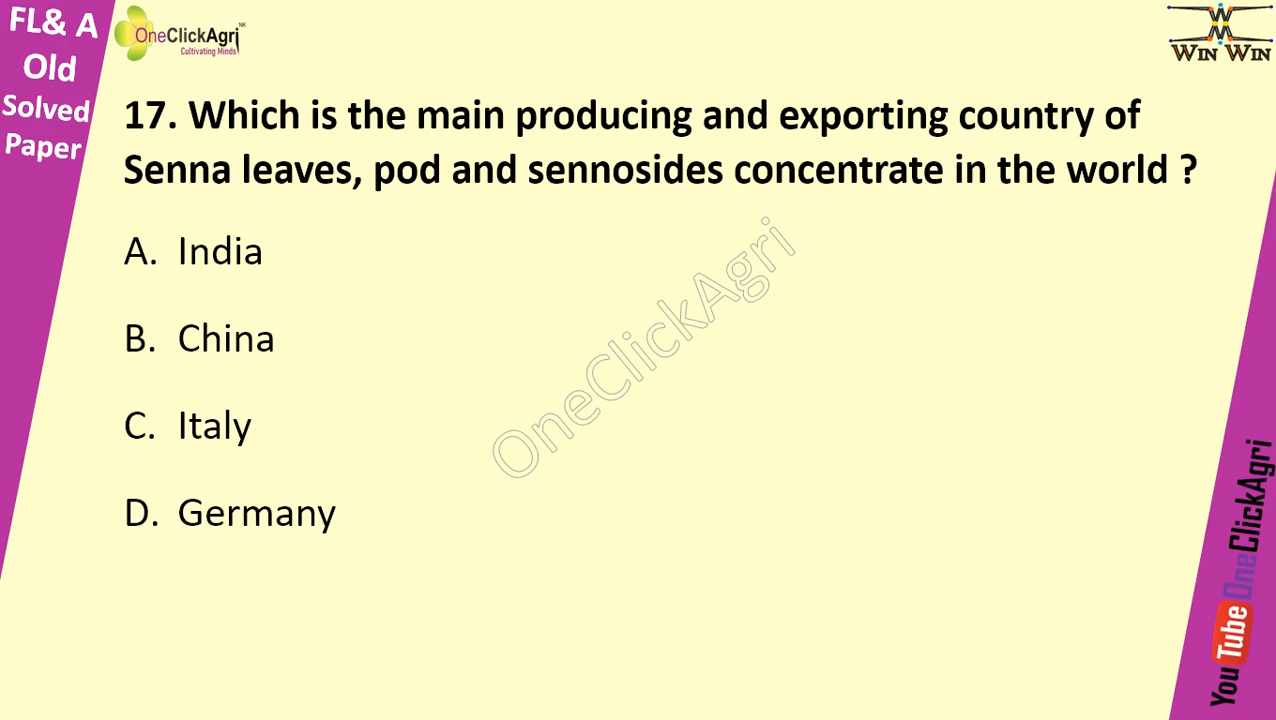 FL& A
Old
Solved
Paper
OneClickAgri
NK
Cultivating Minds
WIN WIN
17. Which is the main producing and exporting country of
Senna leaves, pod and sennosides concentrate in the world ?
A. India
B. China
C. Italy
D. Germany
OneClickAgri
YouTube OneClickAgri